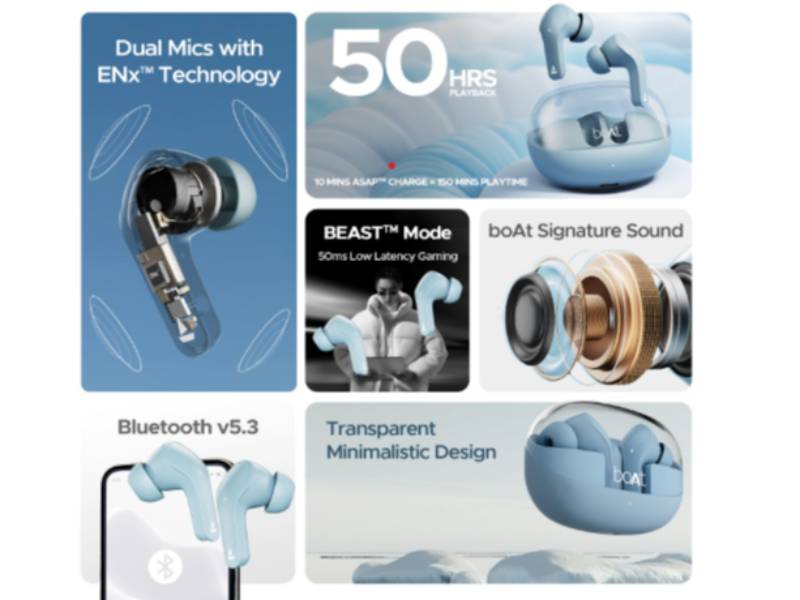 Dual Mics with
ENx™ Technology
50 HRS
PLAYBACK
10 MINS ASAP™ CHARGE = 150 MINS PLAYTIME
boAt
BEAST™ Mode
50ms Low Latency Gaming
boAt Signature Sound
Bluetooth v5.3
Transparent
Minimalistic Design
boAt